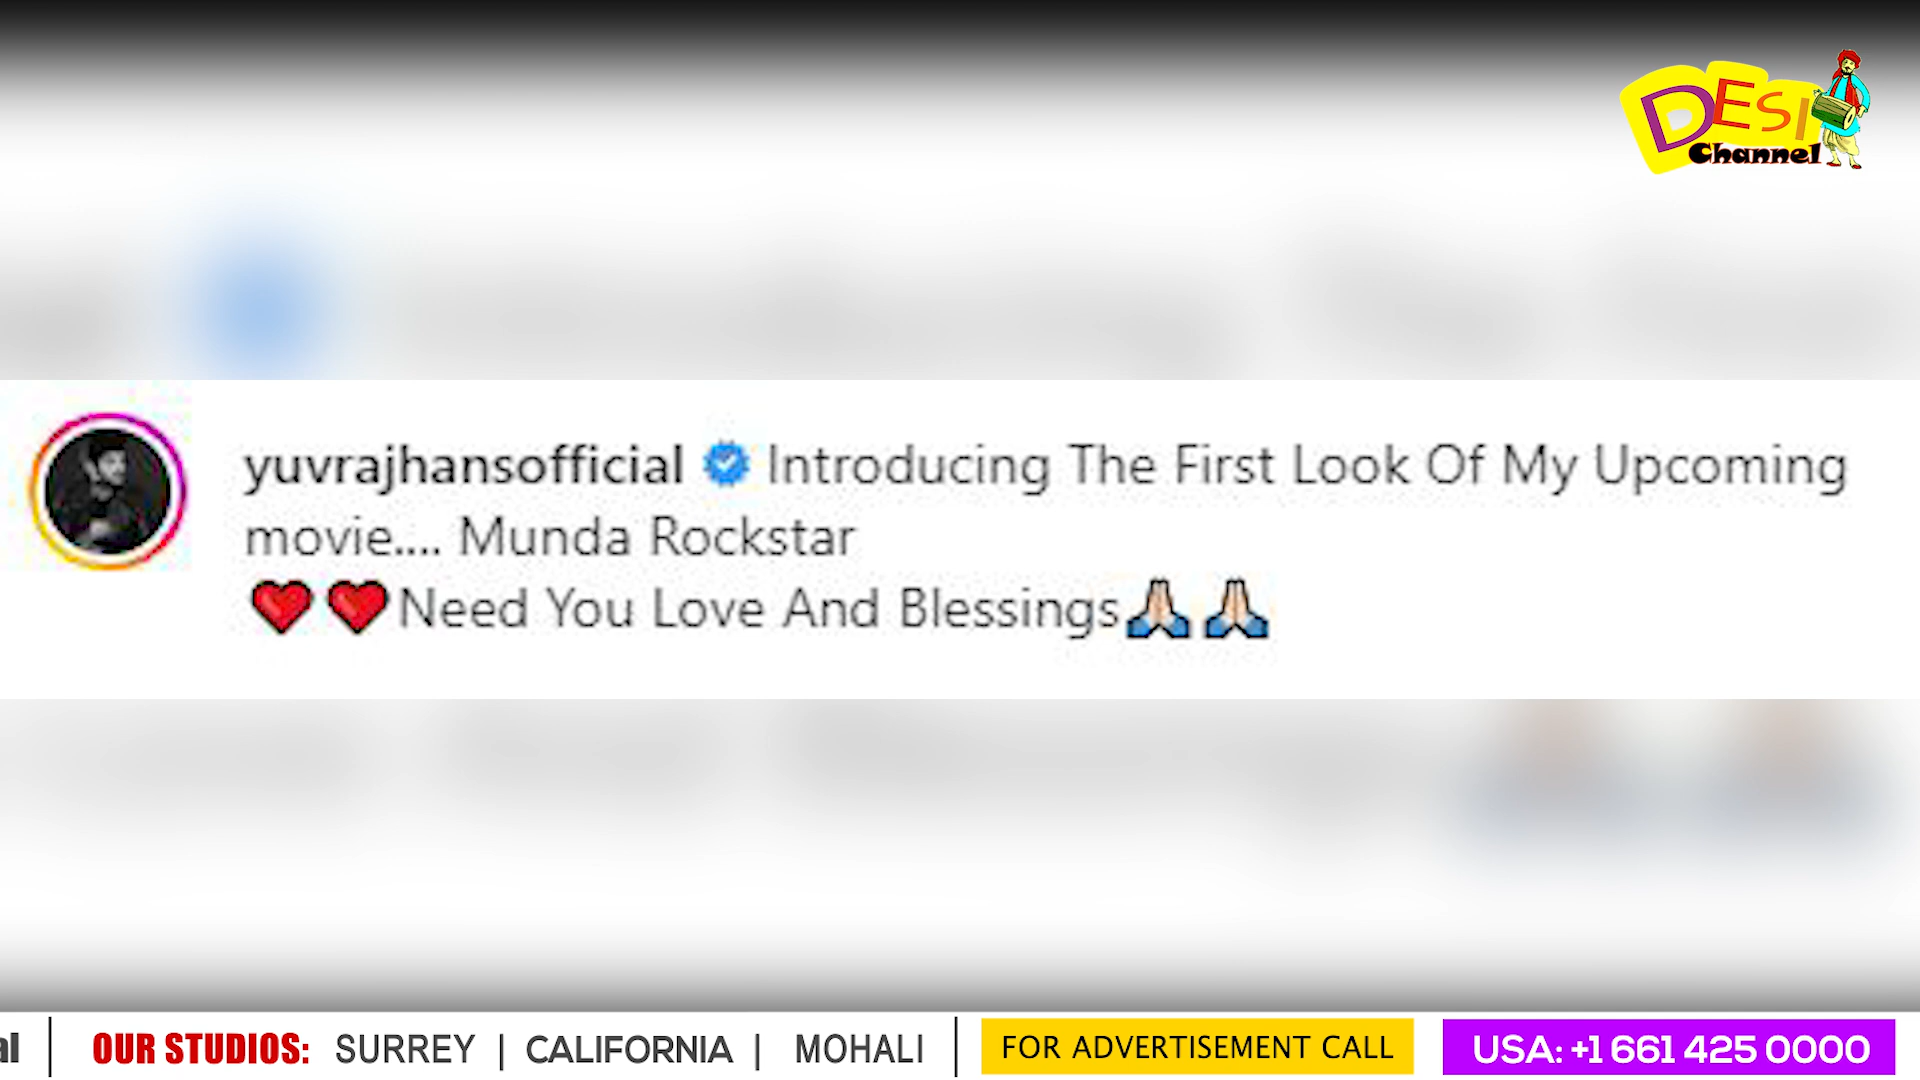 DESI
Channel
yuvrajhansofficial Introducing The First Look Of My Upcoming
movie.... Munda Rockstar
❤️❤️Need You Love And Blessings🙏🏻🙏🏻
al | OUR STUDIOS: SURREY | CALIFORNIA | MOHALI | FOR ADVERTISEMENT CALL USA: +1 661 425 0000